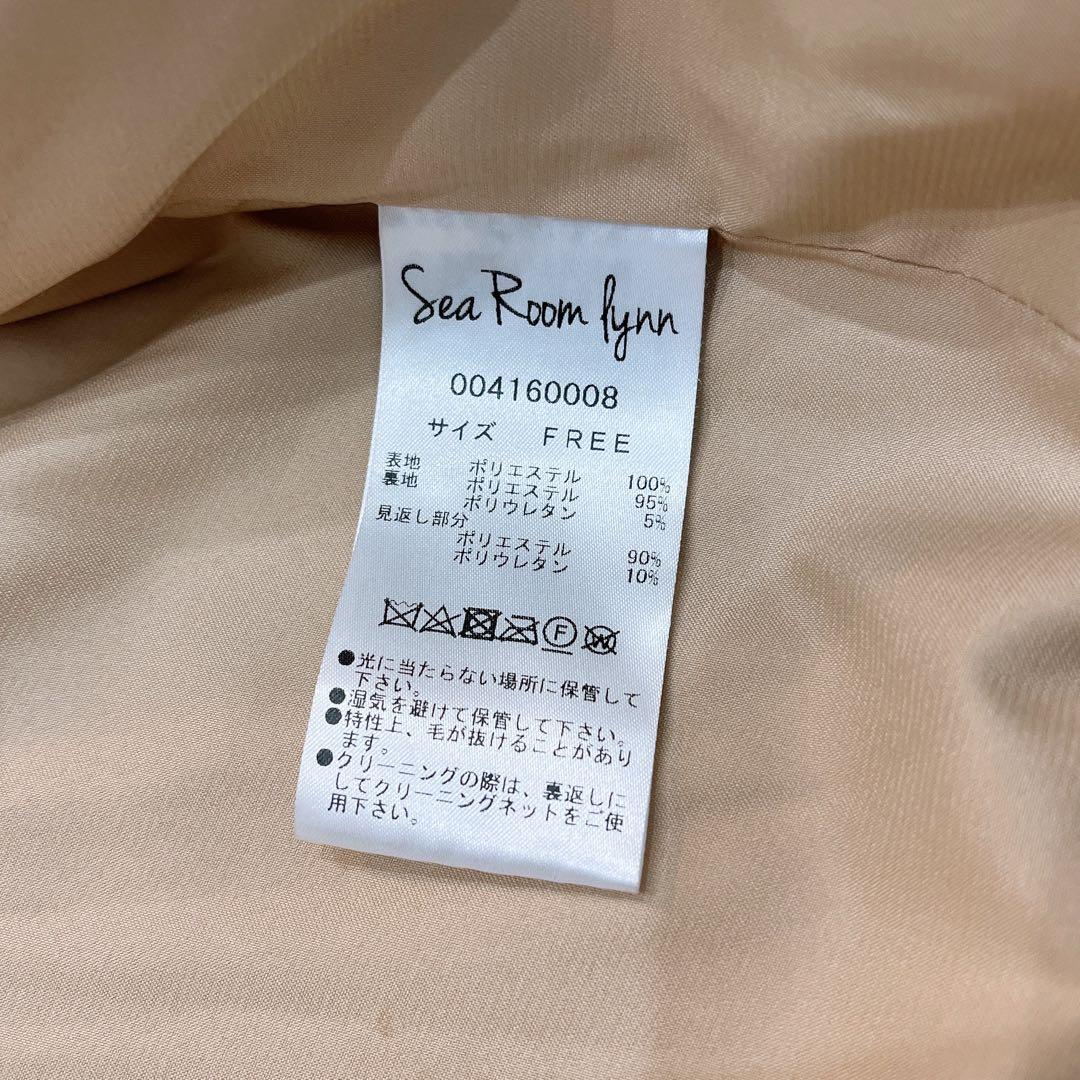 Sea Room lynn
004160008
サイズ FREE
表地 ポリエステル 100%
裏地 ポリエステル 95%
ポリウレタン 5%
見返し部分
ポリエステル 90%
ポリウレタン 10%
F W
●光に当たらない場所に保管して
下さい。
●湿気を避けて保管して下さい。
●特性上、毛が抜けることがあり
ます。
●クリーニングの際は、裏返しに
してクリーニングネットをご使
用下さい。